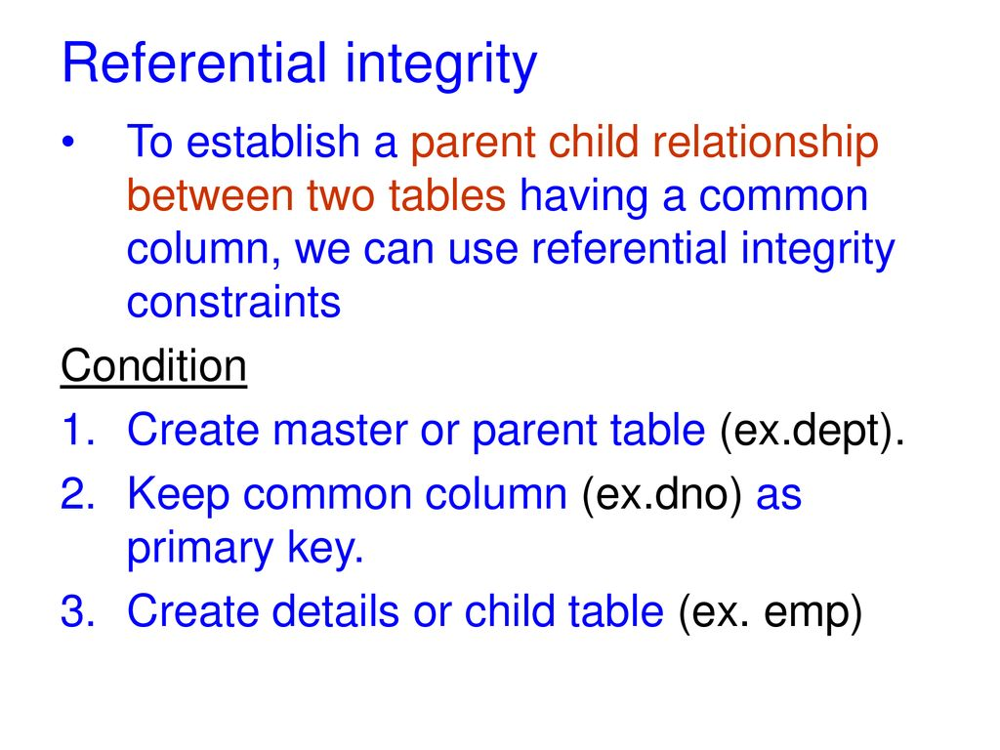 Referential integrity
• To establish a parent child relationship
between two tables having a common
column, we can use referential integrity
constraints
Condition
1. Create master or parent table (ex.dept).
2. Keep common column (ex.dno) as
primary key.
3. Create details or child table (ex. emp)